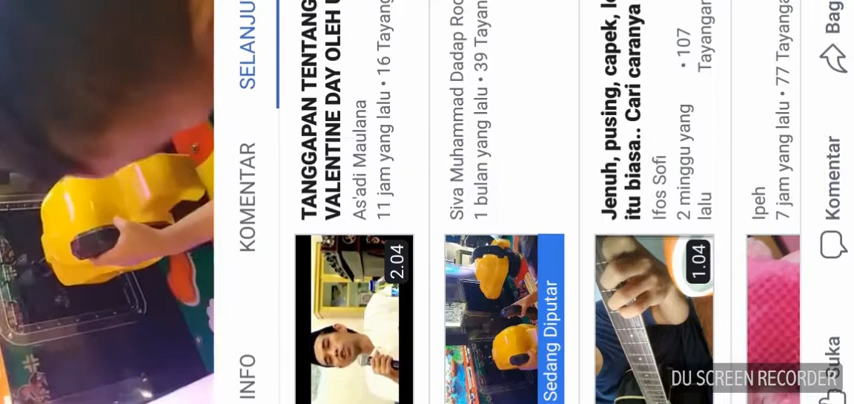 INFO KOMENTAR SELANJU
2.04
TANGGAPAN TENTANG
VALENTINE DAY OLEH
As'adi Maulana
11 jam yang lalu • 16 Tayang
Sedang Diputar
Siva Muhammad Dadap Roc
1 bulan yang lalu • 39 Tayan
1.04
Jenuh, pusing, capek,
itu biasa.. Cari caranya
Ifos Sofi
2 minggu yang lalu • 107 Tayangan
Ipeh
7 jam yang lalu • 77 Tayanga
Suka Komentar Bag
DU SCREEN RECORDER